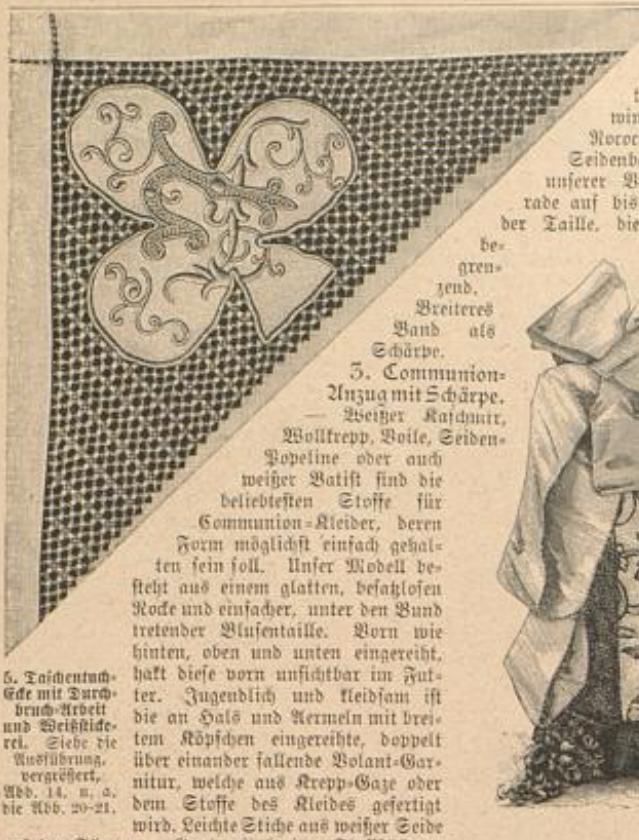 win
Rococ
Seidenb
unserer B
rade auf bis
der Taille, die
be-
gren-
zend.
Breiteres
Band als
Schärpe.
3. Communion-
Anzug mit Schärpe.
— Weißer Kaschmir,
Wollkrepp, Voile, Seiden-
Popeline oder auch
weißer Batist sind die
beliebtesten Stoffe für
Communion-Kleider, deren
Form möglichst einfach gehal-
ten sein soll. Unser Modell be-
steht aus einem glatten, besatzlosen
Rocke und einfacher, unter den Bund
tretender Blusentaille. Vorn wie
hinten, oben und unten eingereiht,
hakt diese vorn unsichtbar im Fut-
ter. Jugendlich und kleidsam ist
die an Hals und Aermeln mit brei-
tem Köpfchen eingereihte, doppelt
über einander fallende Volant-Gar-
nitur, welche aus Krepp-Gaze oder
dem Stoffe des Kleides gefertigt
wird. Leichte Stiche aus weißer Seide
5. Taschentuch-
Ecke mit Durch-
bruch-Arbeit
und Weißsticke-
rei. Siehe die
Ausführung,
vergrößert,
Abb. 14, u. a.
die Abb. 20-21.